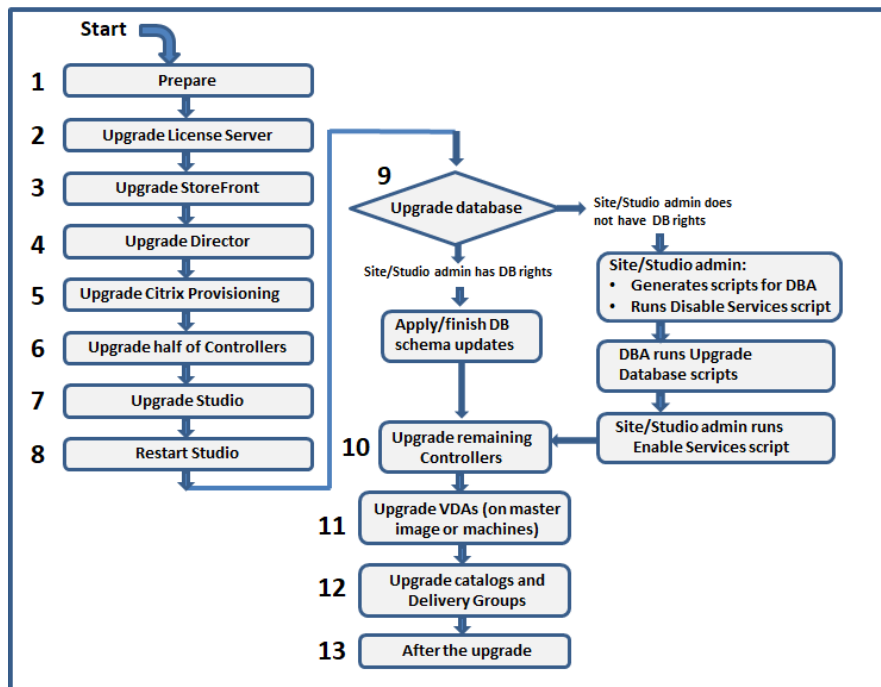 Start
1
Prepare
2
Upgrade License Server
3
Upgrade StoreFront
4
Upgrade Director
5
Upgrade Citrix Provisioning
6
Upgrade half of Controllers
7
Upgrade Studio
8
Restart Studio
9
Upgrade database
Site/Studio admin does
not have DB rights
Site/Studio admin has DB rights
Site/Studio admin:
• Generates scripts for DBA
• Runs Disable Services script
Apply/finish DB
schema updates
DBA runs Upgrade
Database scripts
Site/Studio admin runs
Enable Services script
10
Upgrade remaining
Controllers
11
Upgrade VDAs (on master
image or machines)
12
Upgrade catalogs and
Delivery Groups
13
After the upgrade